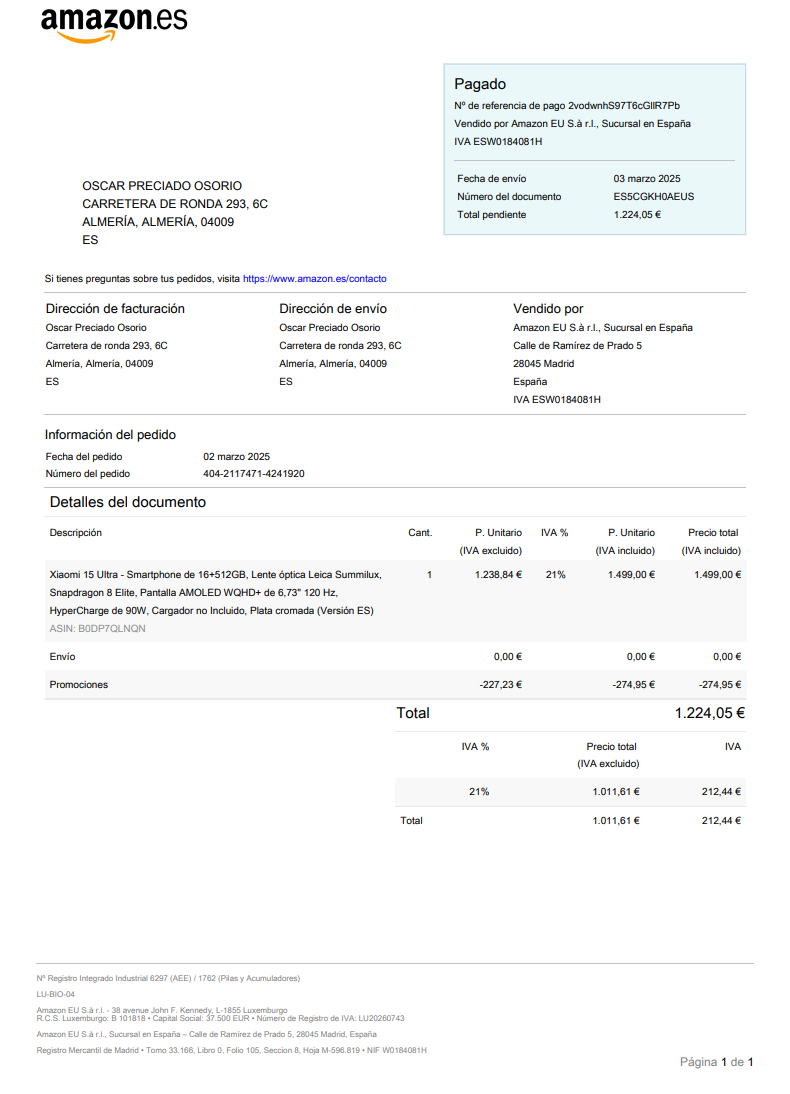 amazon.es
Pagado
Nº de referencia de pago 2vodwnhS97T6cGlIR7Pb
Vendido por Amazon EU S.à r.l., Sucursal en España
IVA ESW0184081H
Fecha de envío 03 marzo 2025
Número del documento ES5CGKH0AEUS
Total pendiente 1.224,05 €
OSCAR PRECIADO OSORIO
CARRETERA DE RONDA 293, 6C
ALMERÍA, ALMERÍA, 04009
ES
Si tienes preguntas sobre tus pedidos, visita https://www.amazon.es/contacto
Dirección de facturación
Oscar Preciado Osorio
Carretera de ronda 293, 6C
Almería, Almería, 04009
ES
Dirección de envío
Oscar Preciado Osorio
Carretera de ronda 293, 6C
Almería, Almería, 04009
ES
Vendido por
Amazon EU S.à r.l., Sucursal en España
Calle de Ramírez de Prado 5
28045 Madrid
España
IVA ESW0184081H
Información del pedido
Fecha del pedido 02 marzo 2025
Número del pedido 404-2117471-4241920
Detalles del documento
Descripción Cant. P. Unitario IVA % P. Unitario Precio total
(IVA excluido) (IVA incluido) (IVA incluido)
Xiaomi 15 Ultra - Smartphone de 16+512GB, Lente óptica Leica Summilux, 1 1.238,84 € 21% 1.499,00 € 1.499,00 €
Snapdragon 8 Elite, Pantalla AMOLED WQHD+ de 6,73" 120 Hz,
HyperCharge de 90W, Cargador no Incluido, Plata cromada (Versión ES)
ASIN: B0DP7QLNQN
Envío 0,00 € 0,00 € 0,00 €
Promociones -227,23 € -274,95 € -274,95 €
Total 1.224,05 €
IVA % Precio total IVA
(IVA excluido)
21% 1.011,61 € 212,44 €
Total 1.011,61 € 212,44 €
Nº Registro Integrado Industrial 6297 (AEE) / 1762 (Pilas y Acumuladores)
LU-BIO-04
Amazon EU S.à r.l. - 38 avenue John F. Kennedy, L-1855 Luxemburgo
R.C.S. Luxemburgo: B 101818 • Capital Social: 37.500 EUR • Número de Registro de IVA: LU20260743
Amazon EU S.à r.l., Sucursal en España – Calle de Ramírez de Prado 5, 28045 Madrid, España
Registro Mercantil de Madrid • Tomo 33.166, Libro 0, Folio 105, Seccion 8, Hoja M-596.819 • NIF W0184081H
Página 1 de 1